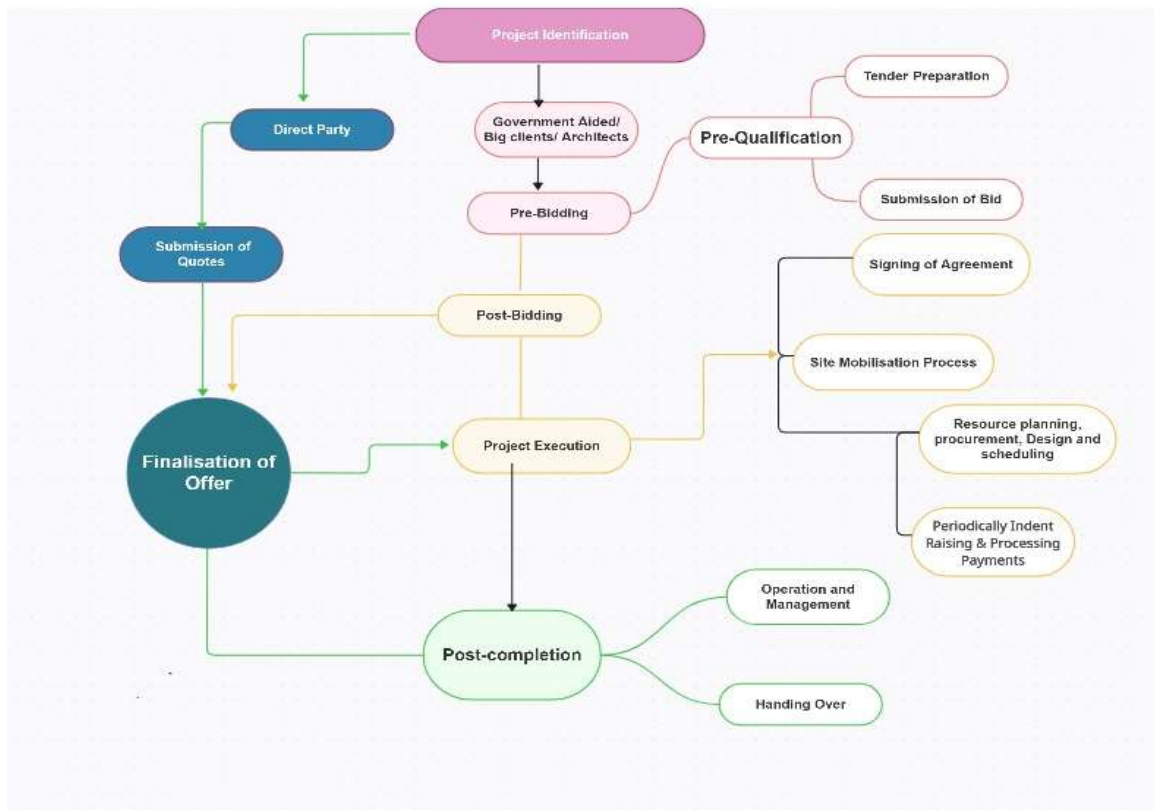 Project Identification
Direct Party
Government Aided/
Big clients/ Architects
Tender Preparation
Pre-Qualification
Submission of Bid
Pre-Bidding
Submission of
Quotes
Signing of Agreement
Post-Bidding
Site Mobilisation Process
Finalisation of
Offer
Project Execution
Resource planning,
procurement, Design and
scheduling
Periodically Indent
Raising & Processing
Payments
Operation and
Management
Post-completion
Handing Over